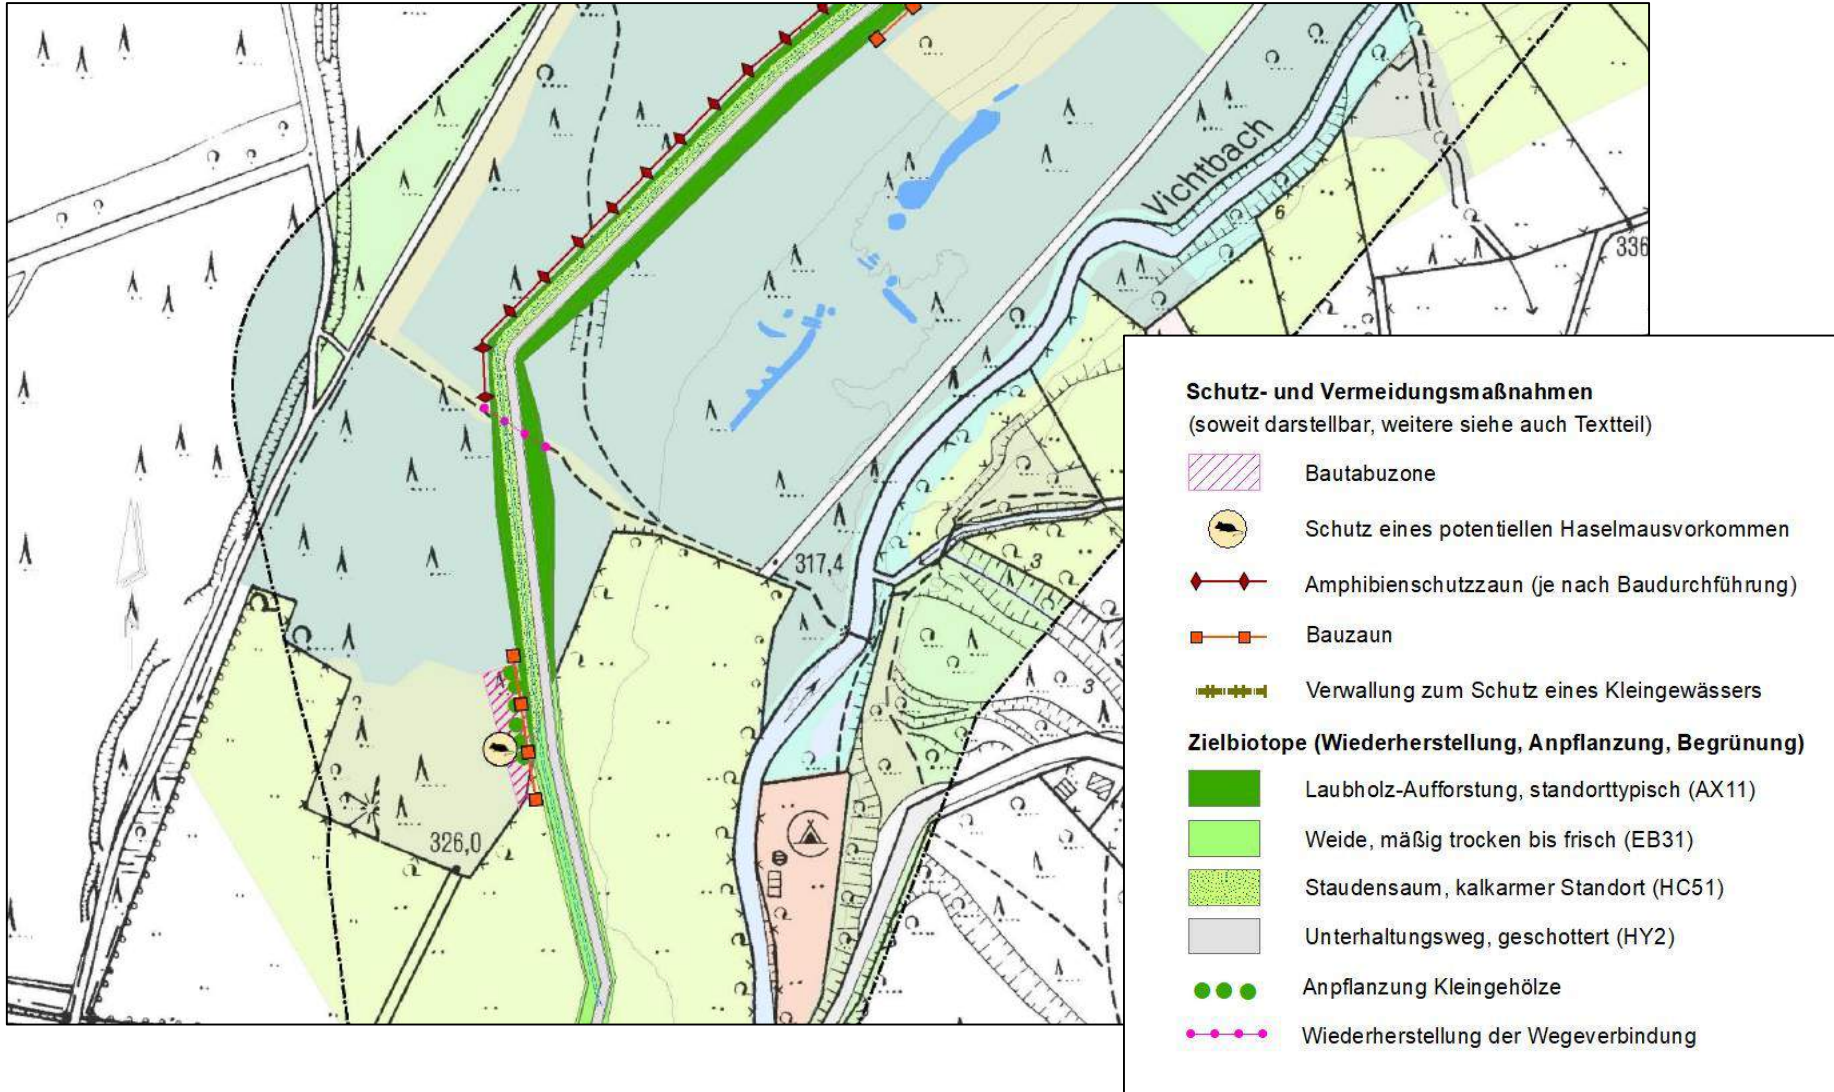 Vichtbach
6
336
317,4
3
3
326,0
Schutz- und Vermeidungsmaßnahmen
(soweit darstellbar, weitere siehe auch Textteil)
Bautabuzone
Schutz eines potentiellen Haselmausvorkommen
Amphibienschutzzaun (je nach Baudurchführung)
Bauzaun
Verwallung zum Schutz eines Kleingewässers
Zielbiotope (Wiederherstellung, Anpflanzung, Begrünung)
Laubholz-Aufforstung, standorttypisch (AX11)
Weide, mäßig trocken bis frisch (EB31)
Staudensaum, kalkarmer Standort (HC51)
Unterhaltungsweg, geschottert (HY2)
Anpflanzung Kleingehölze
Wiederherstellung der Wegeverbindung